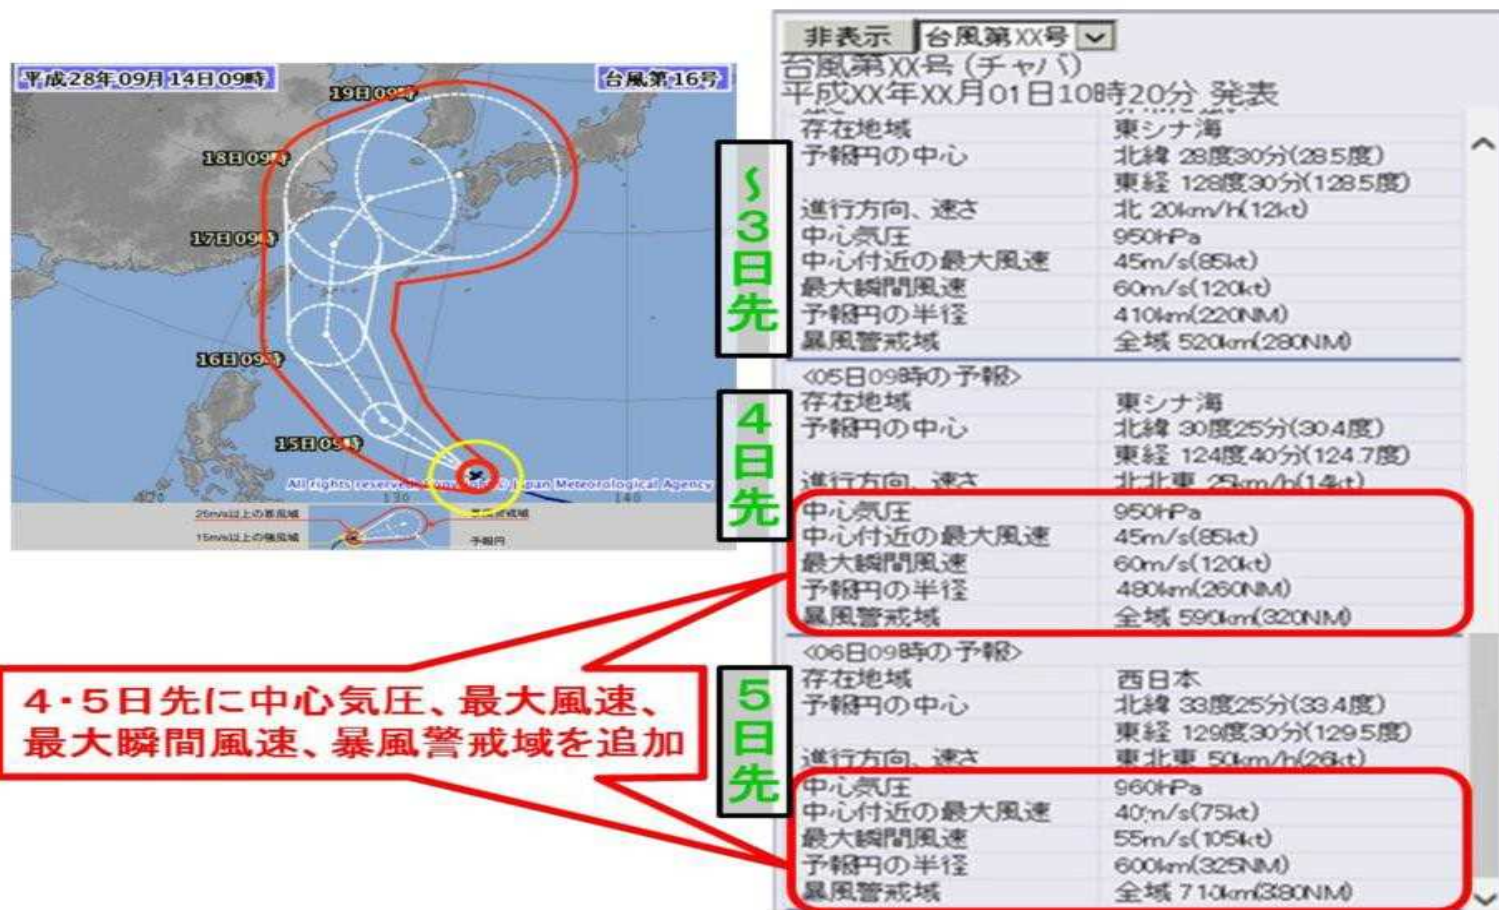 平成28年09月14日09時
台風第16号
19日09時
18日09時
17日09時
16日09時
15日09時
All rights reserved. Copyright © Japan Meteorological Agency
130
140
25m/s以上の暴風域
暴風警戒域
15m/s以上の強風域
予報円
4・5日先に中心気圧、最大風速、
最大瞬間風速、暴風警戒域を追加
~3日先
4日先
5日先
非表示 台風第XX号
台風第XX号 (チャバ)
平成XX年XX月01日10時20分 発表
存在地域 東シナ海
予報円の中心 北緯 28度30分(28.5度)
東経 128度30分(128.5度)
進行方向、速さ 北 20km/h(12kt)
中心気圧 950hPa
中心付近の最大風速 45m/s(85kt)
最大瞬間風速 60m/s(120kt)
予報円の半径 410km(220NM)
暴風警戒域 全域 520km(280NM)
<05日09時の予報>
存在地域 東シナ海
予報円の中心 北緯 30度25分(30.4度)
東経 124度40分(124.7度)
進行方向、速さ 北北東 25km/h(14kt)
中心気圧 950hPa
中心付近の最大風速 45m/s(85kt)
最大瞬間風速 60m/s(120kt)
予報円の半径 480km(260NM)
暴風警戒域 全域 590km(320NM)
<06日09時の予報>
存在地域 西日本
予報円の中心 北緯 33度25分(33.4度)
東経 129度30分(129.5度)
進行方向、速さ 東北東 50km/h(26kt)
中心気圧 960hPa
中心付近の最大風速 40m/s(75kt)
最大瞬間風速 55m/s(105kt)
予報円の半径 600km(325NM)
暴風警戒域 全域 710km(380NM)